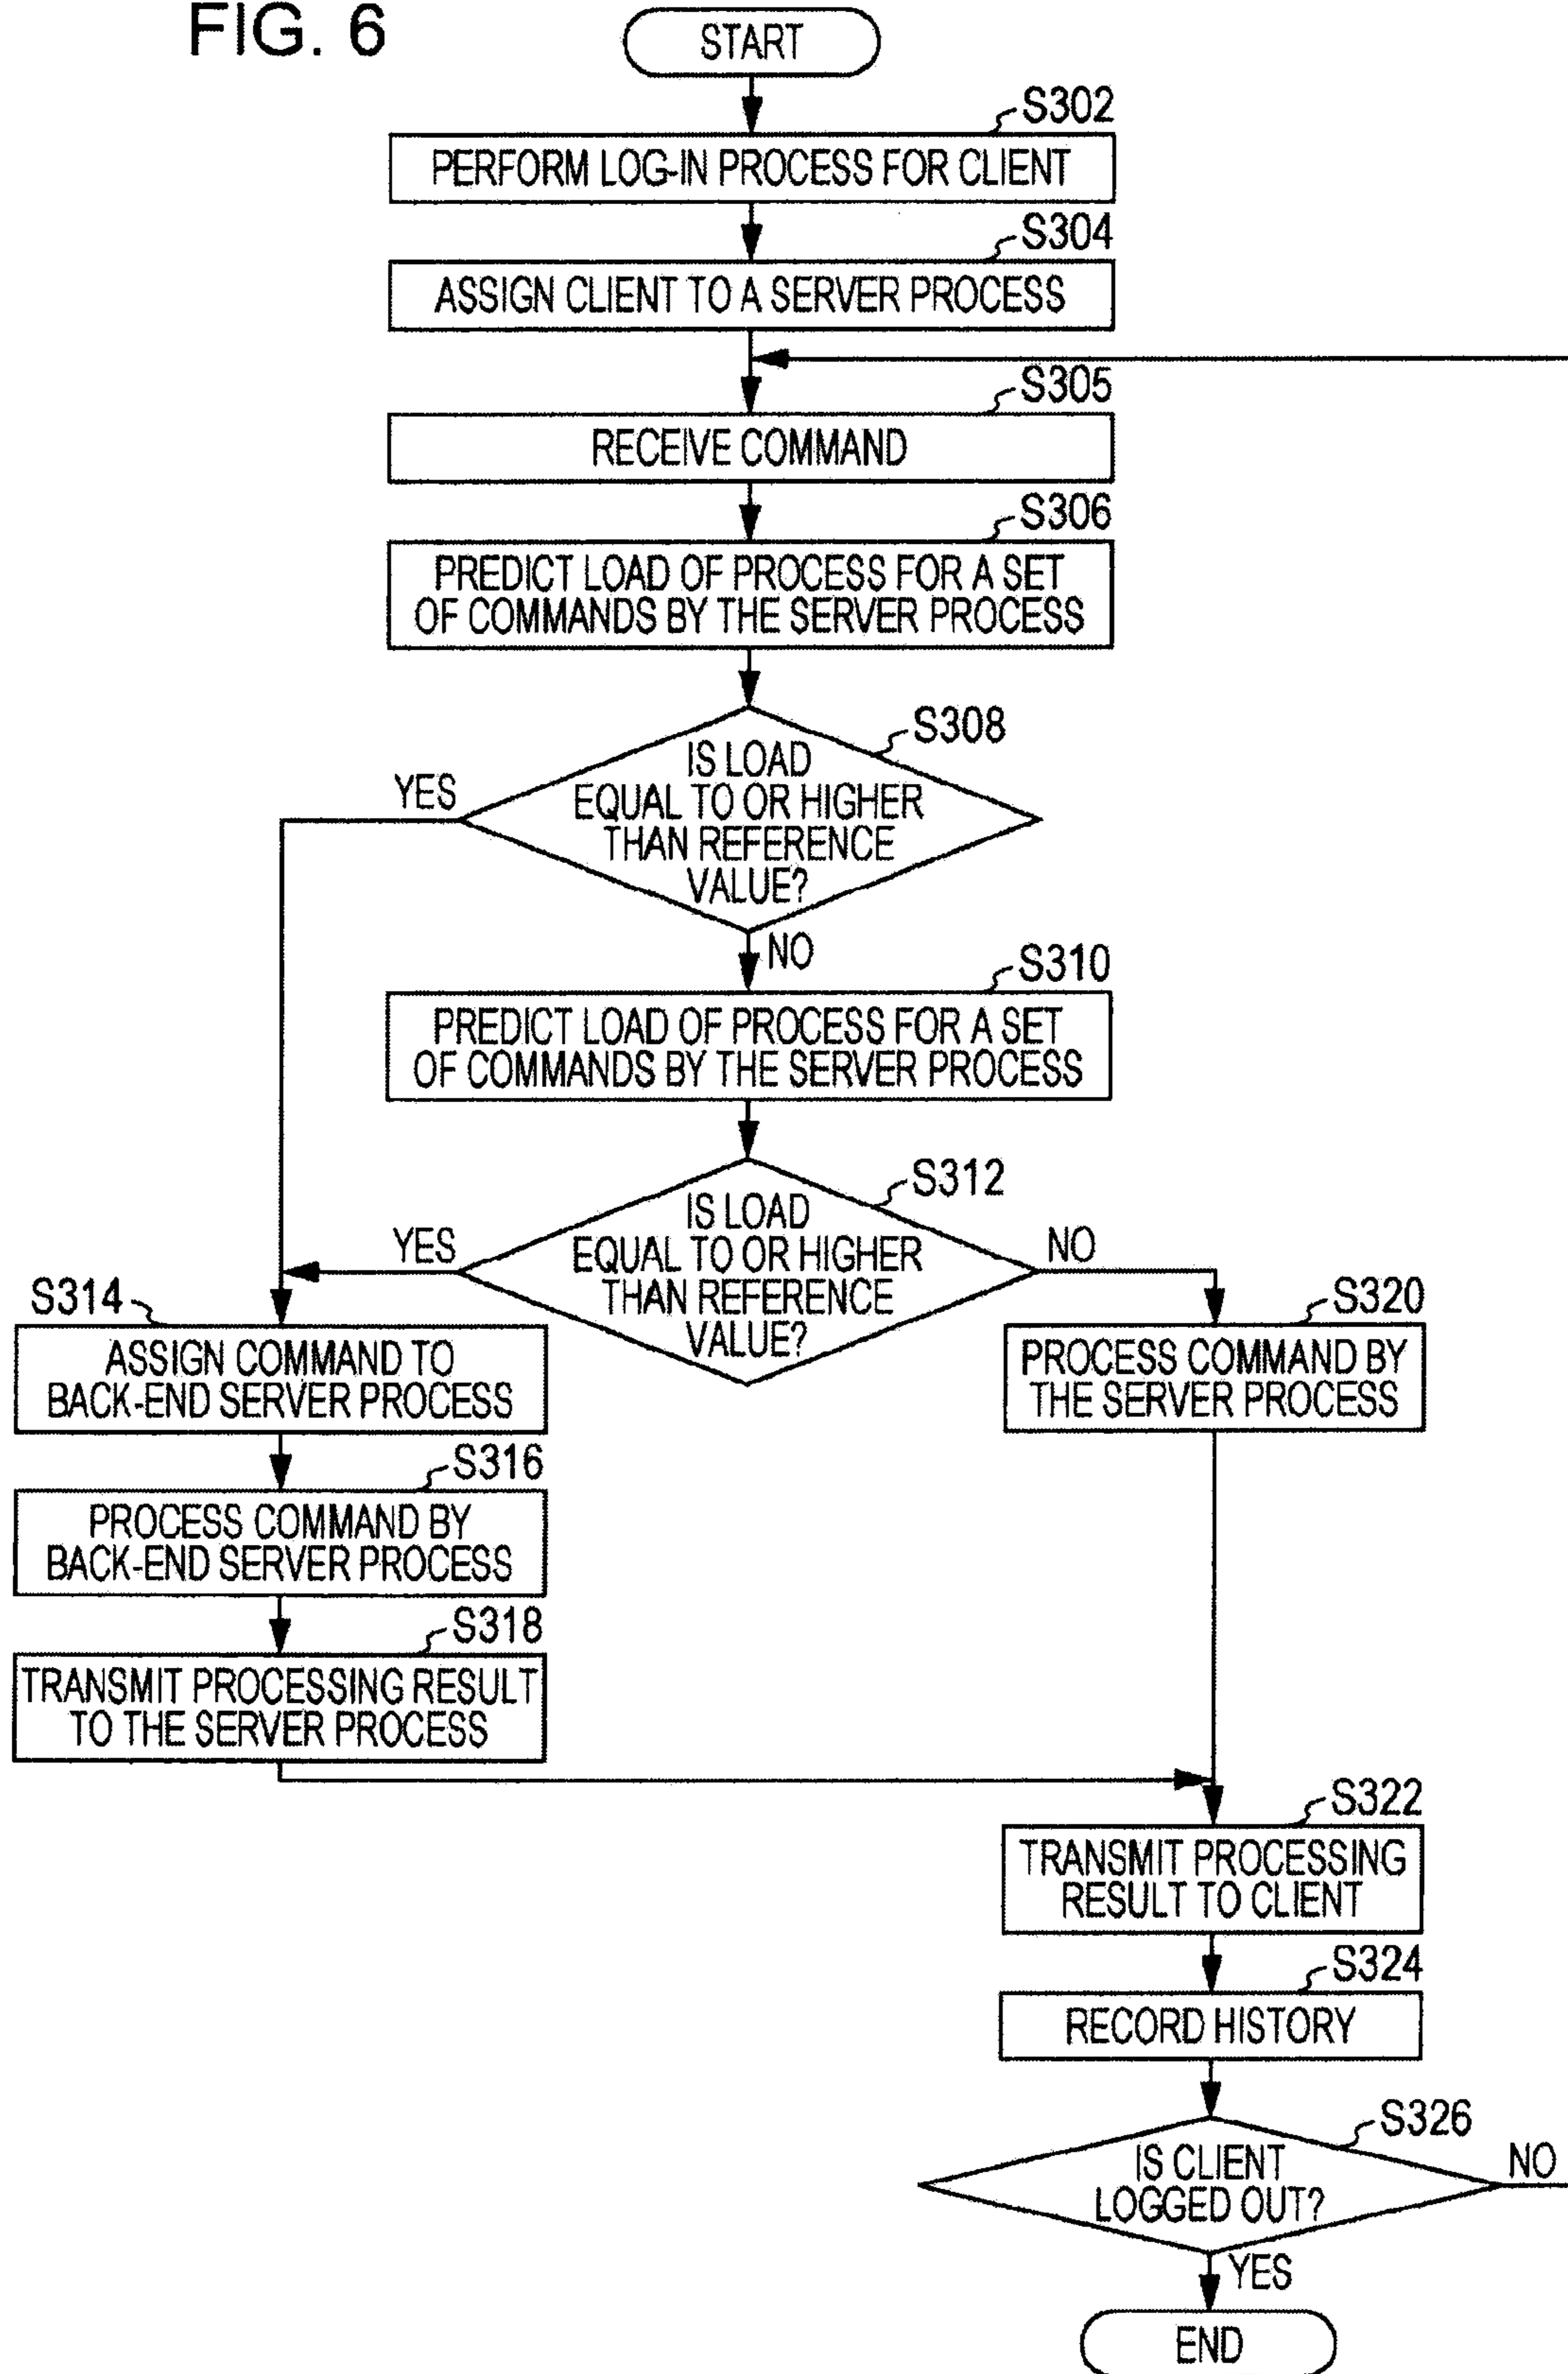 FIG. 6
START
S302
PERFORM LOG-IN PROCESS FOR CLIENT
S304
ASSIGN CLIENT TO A SERVER PROCESS
S305
RECEIVE COMMAND
S306
PREDICT LOAD OF PROCESS FOR A SET
OF COMMANDS BY THE SERVER PROCESS
S308
IS LOAD
EQUAL TO OR HIGHER
THAN REFERENCE
VALUE?
YES
NO
S310
PREDICT LOAD OF PROCESS FOR A SET
OF COMMANDS BY THE SERVER PROCESS
S312
IS LOAD
EQUAL TO OR HIGHER
THAN REFERENCE
VALUE?
YES
NO
S314
ASSIGN COMMAND TO
BACK-END SERVER PROCESS
S320
PROCESS COMMAND BY
THE SERVER PROCESS
S316
PROCESS COMMAND BY
BACK-END SERVER PROCESS
S318
TRANSMIT PROCESSING RESULT
TO THE SERVER PROCESS
S322
TRANSMIT PROCESSING
RESULT TO CLIENT
S324
RECORD HISTORY
S326
IS CLIENT
LOGGED OUT?
NO
YES
END